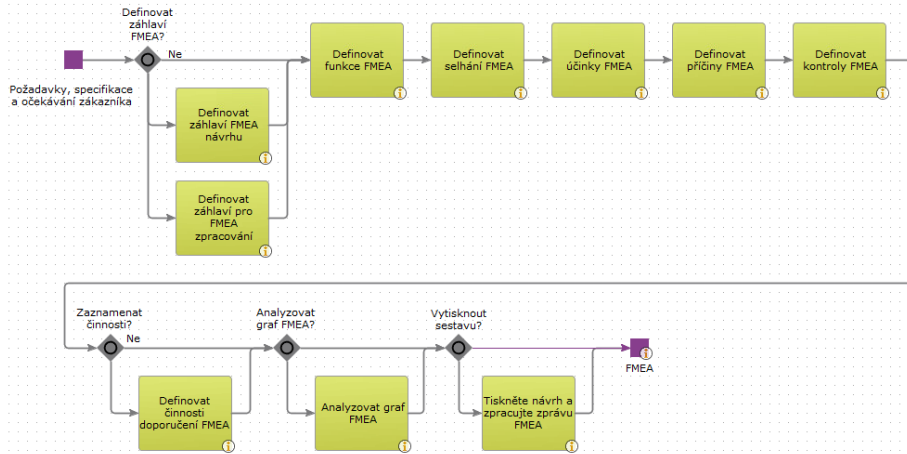 Definovat
záhlaví
FMEA?
Ne
Požadavky, specifikace
a očekávání zákazníka
Definovat
záhlaví FMEA
návrhu
Definovat
záhlaví pro
FMEA
zpracování
Definovat
funkce FMEA
Definovat
selhání FMEA
Definovat
účinky FMEA
Definovat
příčiny FMEA
Definovat
kontroly FMEA
Zaznamenat
činnosti?
Ne
Definovat
činnosti
doporučení FMEA
Analyzovat
graf FMEA?
Analyzovat graf
FMEA
Vytisknout
sestavu?
Tiskněte návrh a
zpracujte zprávu
FMEA
FMEA